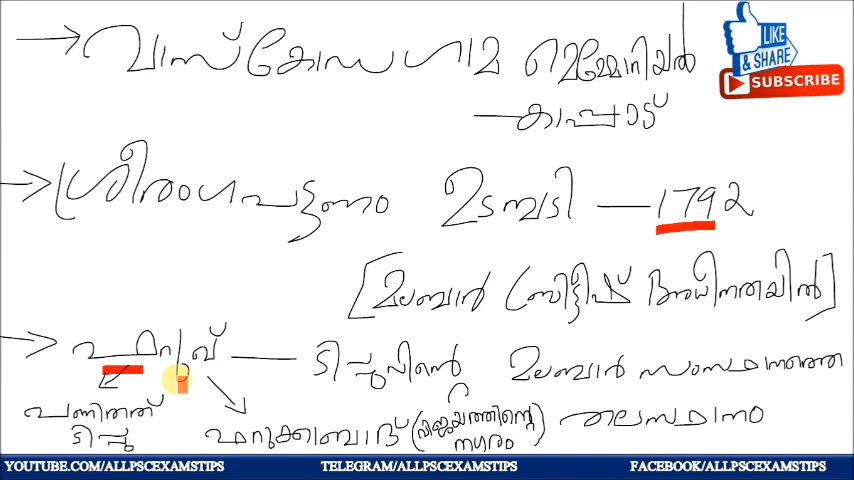 → വാസ്കോഡഗാമ മെമ്മോറിയൽ
— കാപ്പാട്
→ ശ്രീരംഗപട്ടണം ഉടമ്പടി — 1792
[മലബാർ ബ്രിട്ടീഷ് അധീനതയിൽ]
→ ഫറൂഖ് — ടിപ്പുവിന്റെ മലബാർ സംസ്ഥാനത്തെ
തലസ്ഥാനം
പണിതത് ടിപ്പു
ഫറുക്കാബാദ് (വിജയത്തിന്റെ നഗരം)
LIKE & SHARE
SUBSCRIBE
YOUTUBE.COM/ALLPSCEXAMSTIPS TELEGRAM/ALLPSCEXAMSTIPS FACEBOOK/ALLPSCEXAMSTIPS